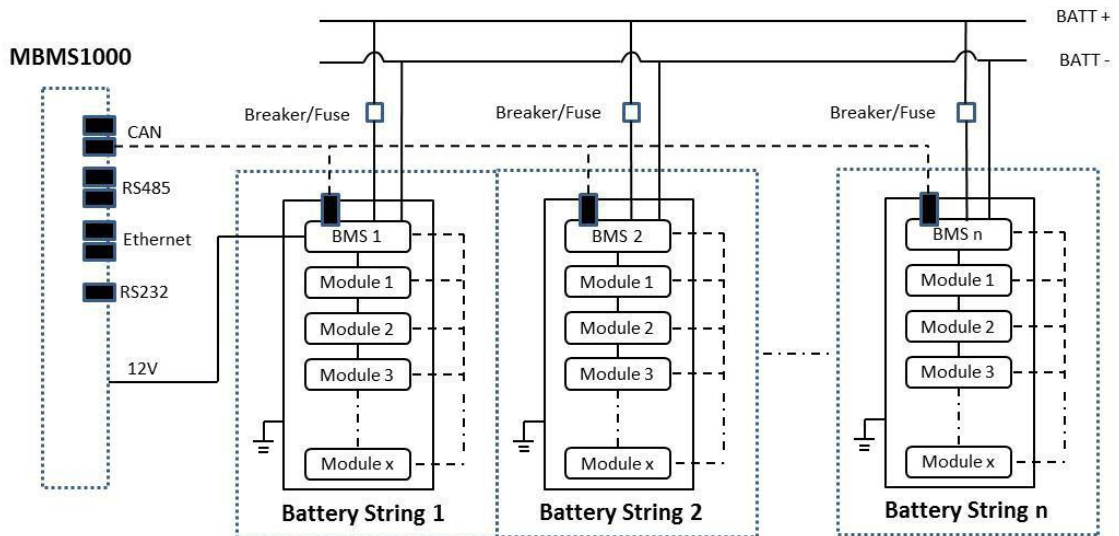 BATT +
MBMS1000
BATT -
Breaker/Fuse
Breaker/Fuse
Breaker/Fuse
CAN
RS485
Ethernet
RS232
12V
BMS 1
Module 1
Module 2
Module 3
Module x
Battery String 1
BMS 2
Module 1
Module 2
Module 3
Module x
Battery String 2
BMS n
Module 1
Module 2
Module 3
Module x
Battery String n